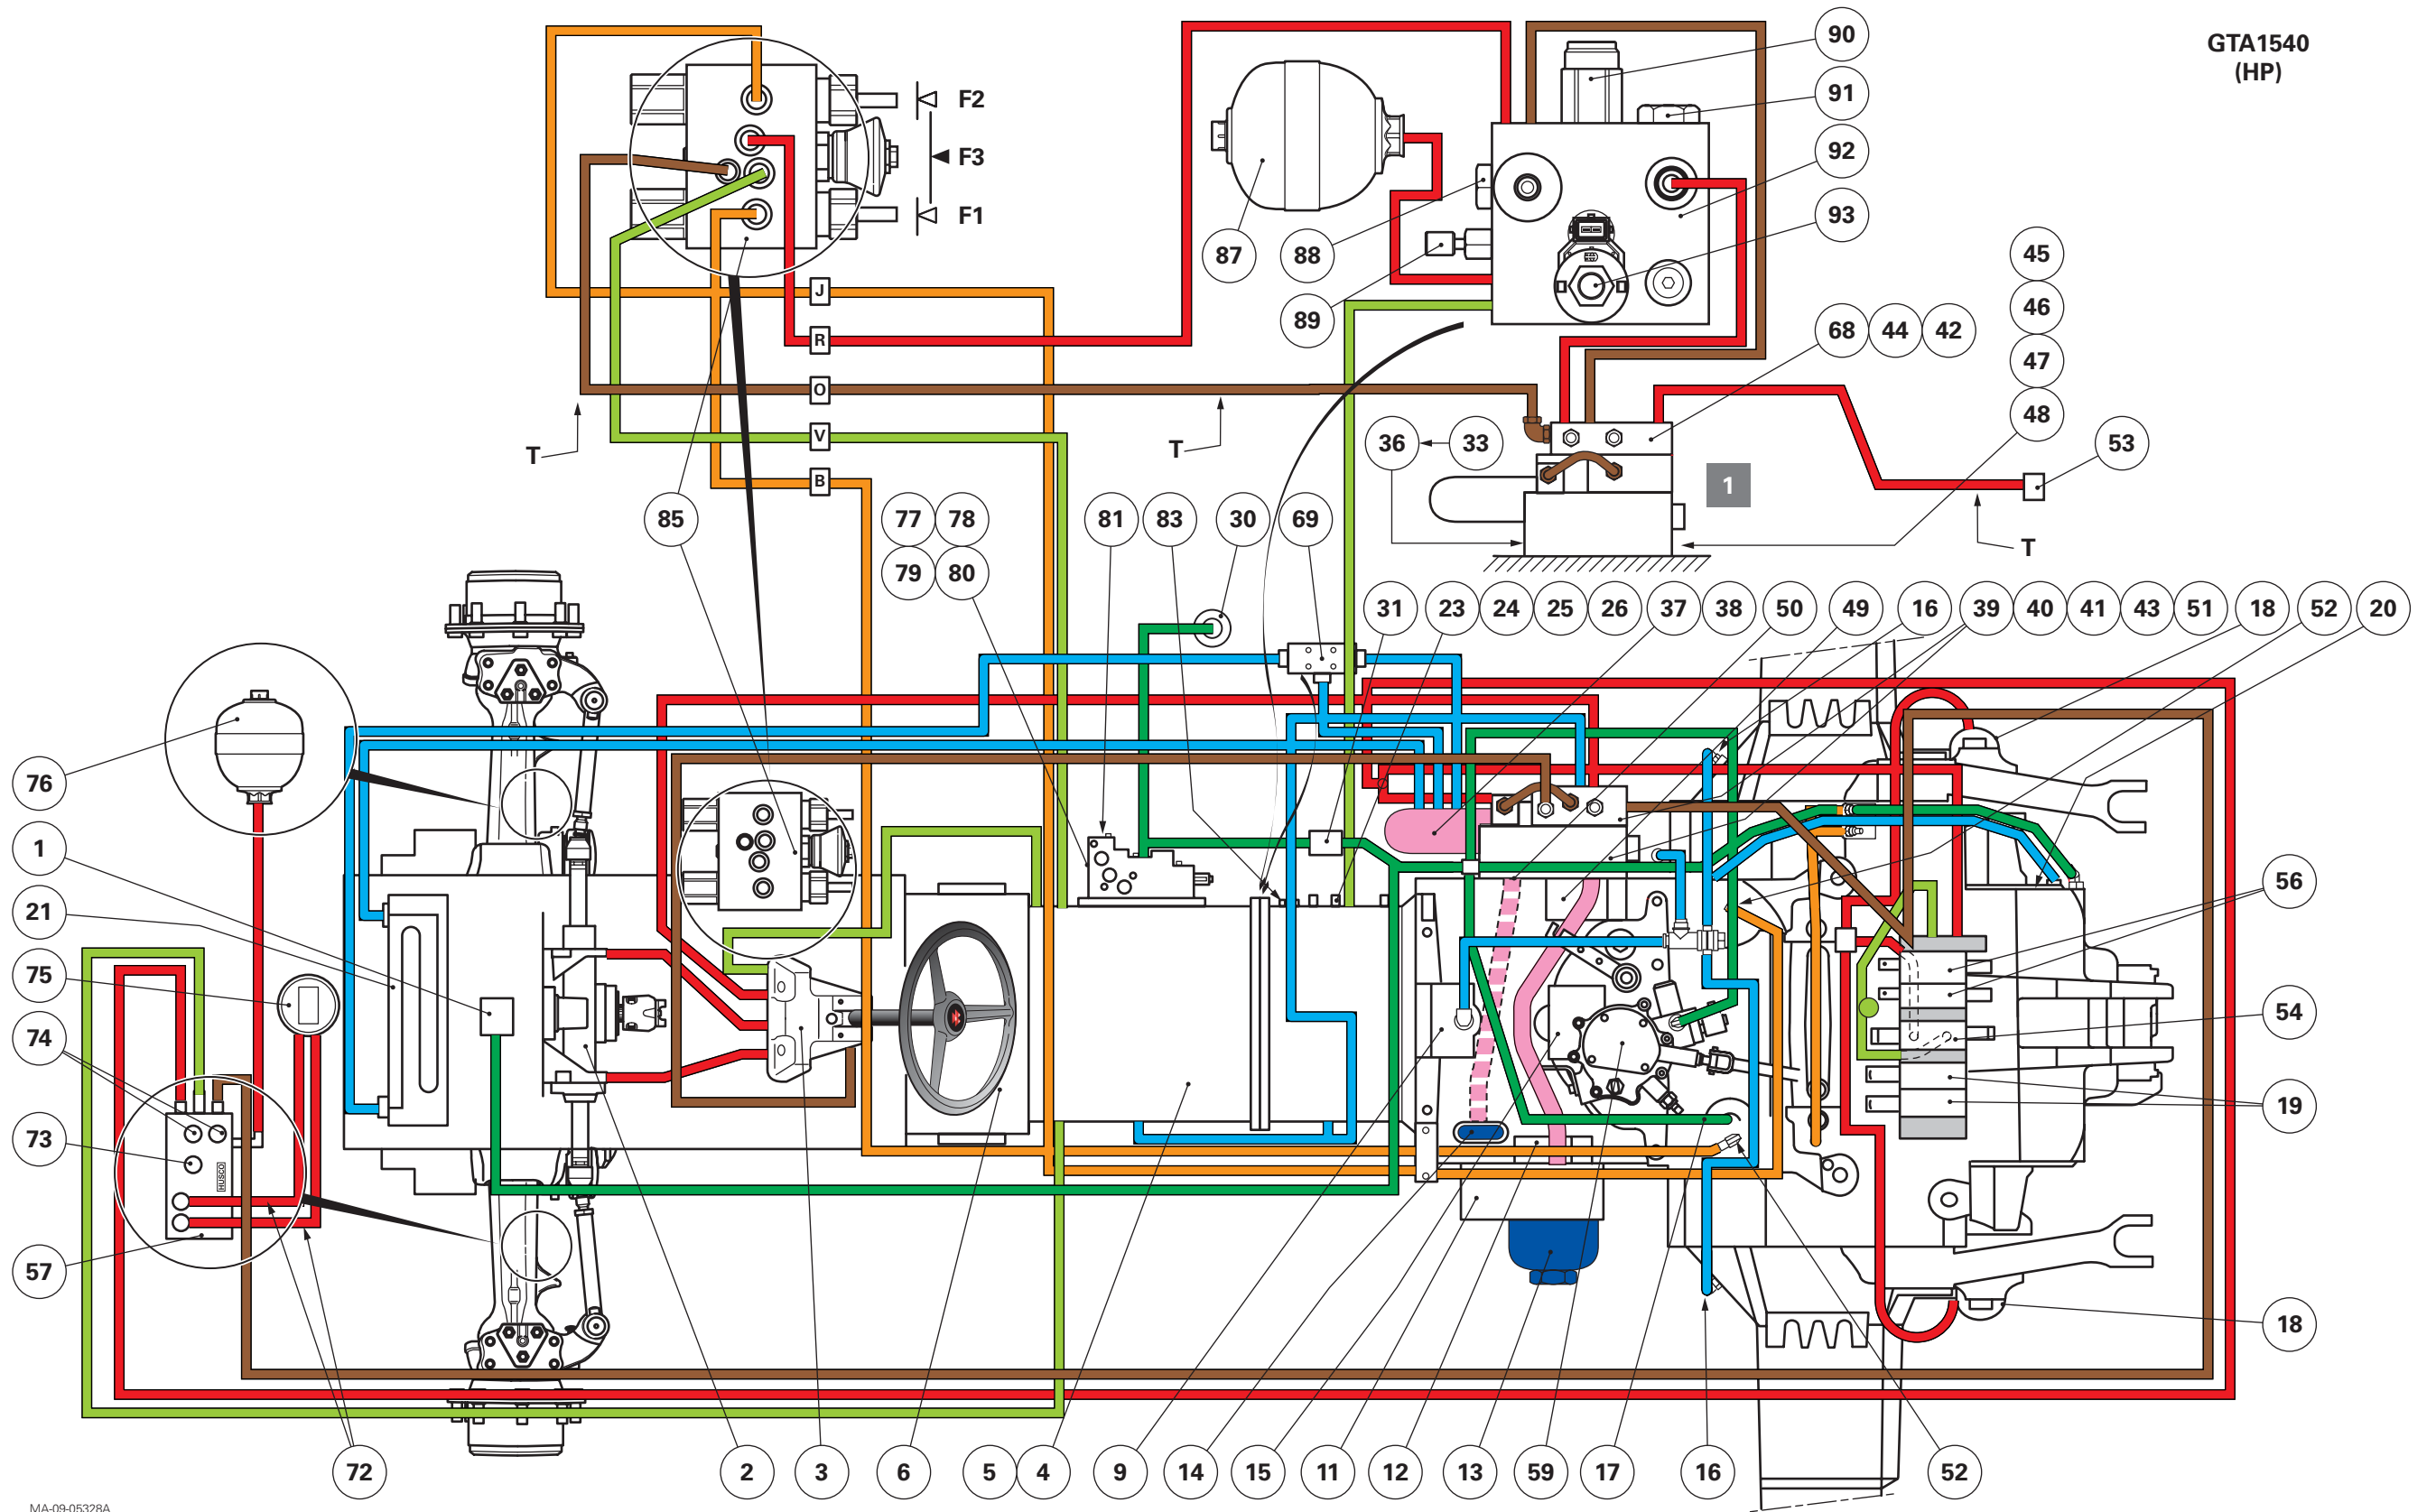 GTA1540
(HP)
90
91
92
93
F2
F3
F1
87
88
89
45
46
47
48
68 44 42
J
R
O
V
B
T
T
36 33
53
1
T
85
77 78
79 80
81 83 30 69
31 23 24 25 26 37 38 50 49 16 39 40 41 43 51 18 52 20
76
1
21
75
74
73
HUSCO
57
56
54
19
18
72 2 3 6 5 4 9 14 15 11 12 13 59 17 16 52
MA-09-05328A